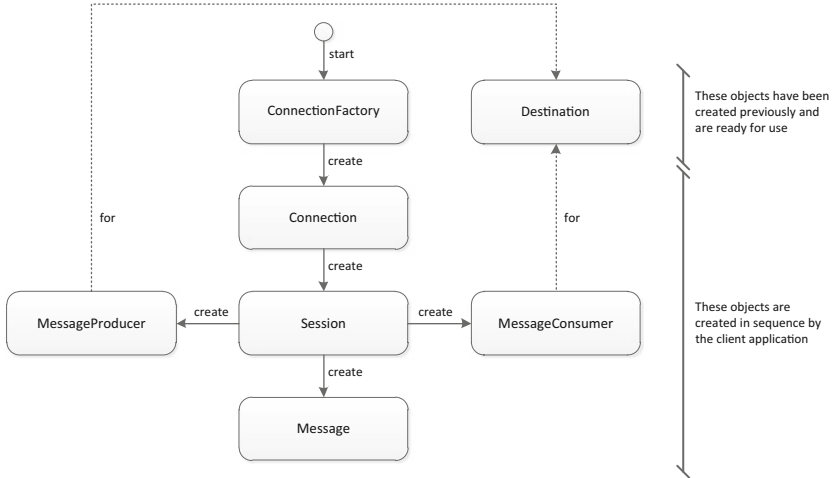 start
ConnectionFactory
Destination
These objects have been
created previously and
are ready for use
create
Connection
for
for
create
MessageProducer
create
Session
create
MessageConsumer
These objects are
created in sequence by
the client application
create
Message